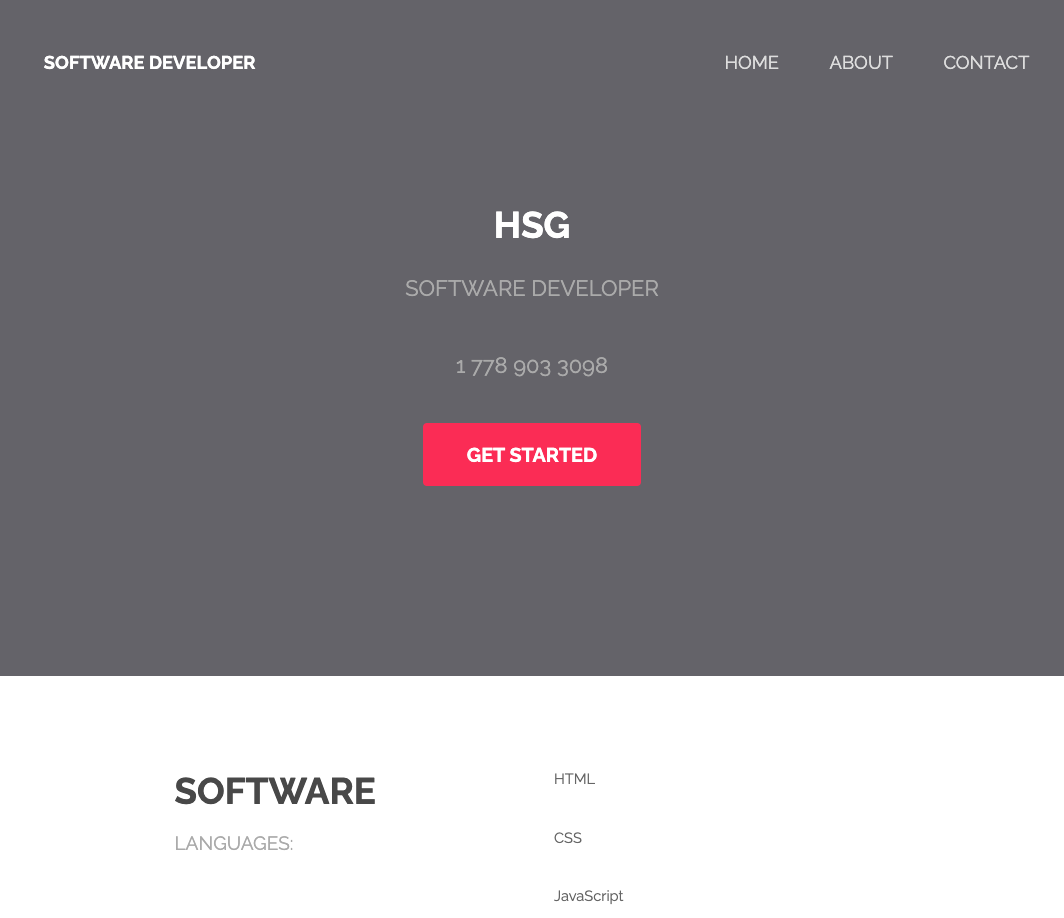 SOFTWARE DEVELOPER
HOME ABOUT CONTACT
HSG
SOFTWARE DEVELOPER
1 778 903 3098
GET STARTED
SOFTWARE
LANGUAGES:
HTML
CSS
JavaScript